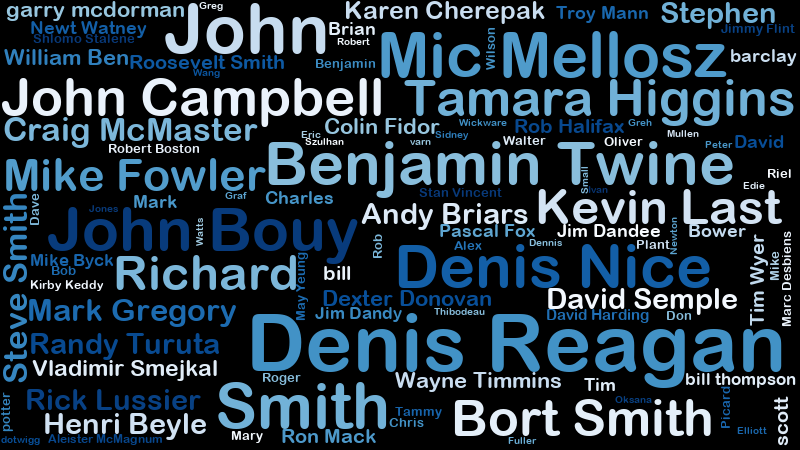 garry mcdorman
Greg
John
Karen Cherepak
Troy Mann
Stephen
Newt Watney
Shlomo Stalene
Brian
Robert
Jimmy Flint
William Ben
Roosevelt Smith
Wang
Benjamin
Mic Mellosz
Wilson
barclay
John Campbell
Tamara Higgins
Craig McMaster
Colin Fidor
Wickware
Rob Halifax
Greh
Robert Boston
Eric
Szulhan
varn
Sidney
Walter
Oliver
Mullen
Peter
David
Mike Fowler
Benjamin Twine
Small
Riel
Mark
Graf
Charles
Stan Vincent
ivan
Edie
Steve Smith
Dave
Jones
John Bouy
Watts
Andy Briars
Kevin Last
Pascal Fox
Jim Dandee
Bower
Rob
Alex
Dennis
Plant
Newton
Mike Byck
Bob
Kirby Keddy
Richard
May Yeung
bill
Denis Nice
Tim Wyer
Mike
Marc Desbiens
Mark Gregory
Dexter Donovan
David Semple
Jim Dandy
Thibodeau
David Harding
Don
Randy Turuta
Denis Reagan
Vladimir Smejkal
Roger
Wayne Timmins
Tim
bill thompson
potter
Rick Lussier
Smith
Tammy
Chris
Bort Smith
Oksana
Picard
scott
Henri Beyle
dotwigg
Aleister McMagnum
Mary
Ron Mack
Fuller
Elliott